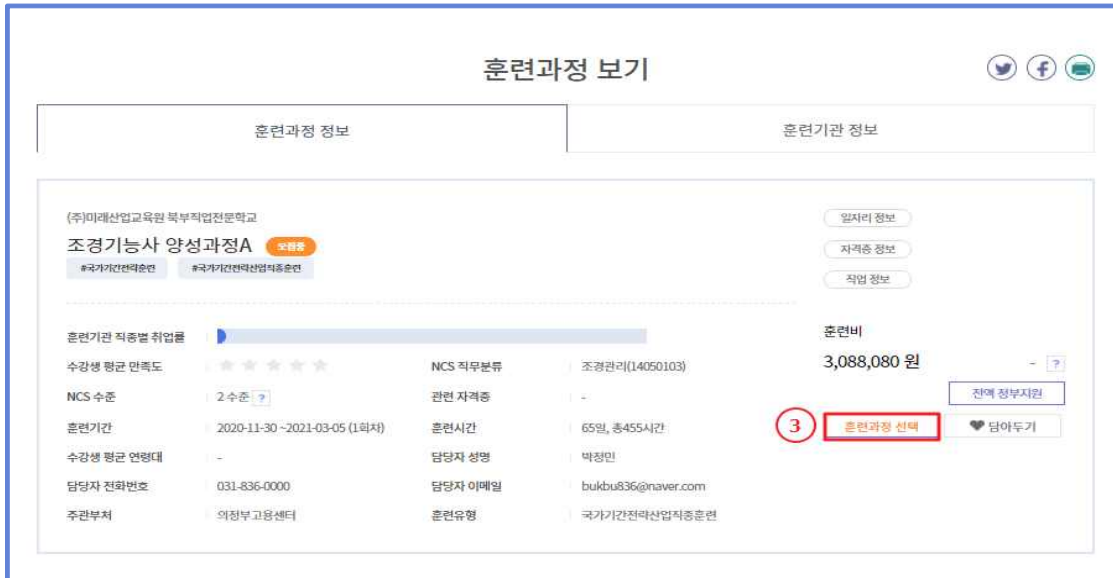 훈련과정 보기
훈련과정 정보
훈련기관 정보
(주)미래산업교육원 북부직업전문학교
조경기능사 양성과정A 모집중
#국가기간전략훈련 #국가기간전략산업직종훈련
일자리 정보
자격증 정보
직업 정보
훈련기관 직종별 취업률
수강생 평균 만족도
NCS 직무분류 조경관리(14050103)
NCS 수준 2수준 ?
관련 자격증 -
훈련기간 2020-11-30 ~2021-03-05 (1회차)
훈련시간 65일, 총455시간
수강생 평균 연령대 -
담당자 성명 박정민
담당자 전화번호 031-836-0000
담당자 이메일 bukbu836@naver.com
주관부처 의정부고용센터
훈련유형 국가기간전략산업직종훈련
훈련비
3,088,080 원 - ?
전액 정부지원
3 훈련과정 선택
담아두기